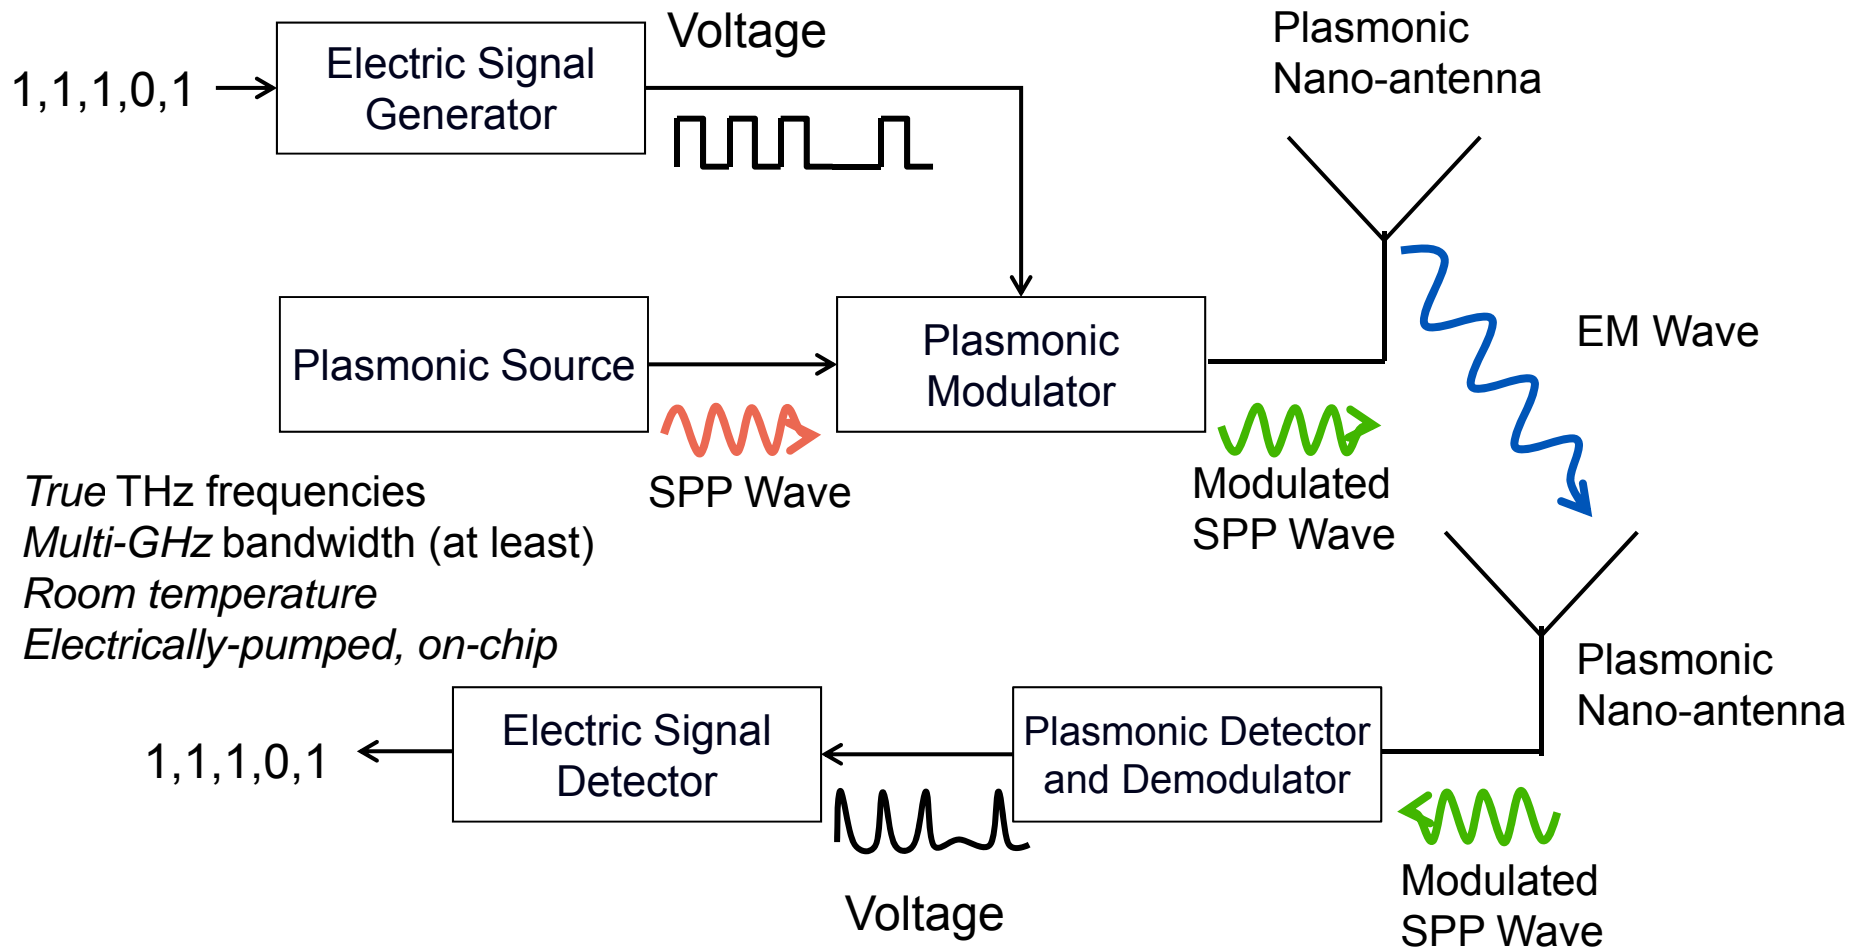 Voltage
Plasmonic
Nano-antenna
1,1,1,0,1
Electric Signal
Generator
EM Wave
Plasmonic Source
Plasmonic
Modulator
SPP Wave
Modulated
SPP Wave
True THz frequencies
Multi-GHz bandwidth (at least)
Room temperature
Electrically-pumped, on-chip
Plasmonic
Nano-antenna
1,1,1,0,1
Electric Signal
Detector
Plasmonic Detector
and Demodulator
Voltage
Modulated
SPP Wave